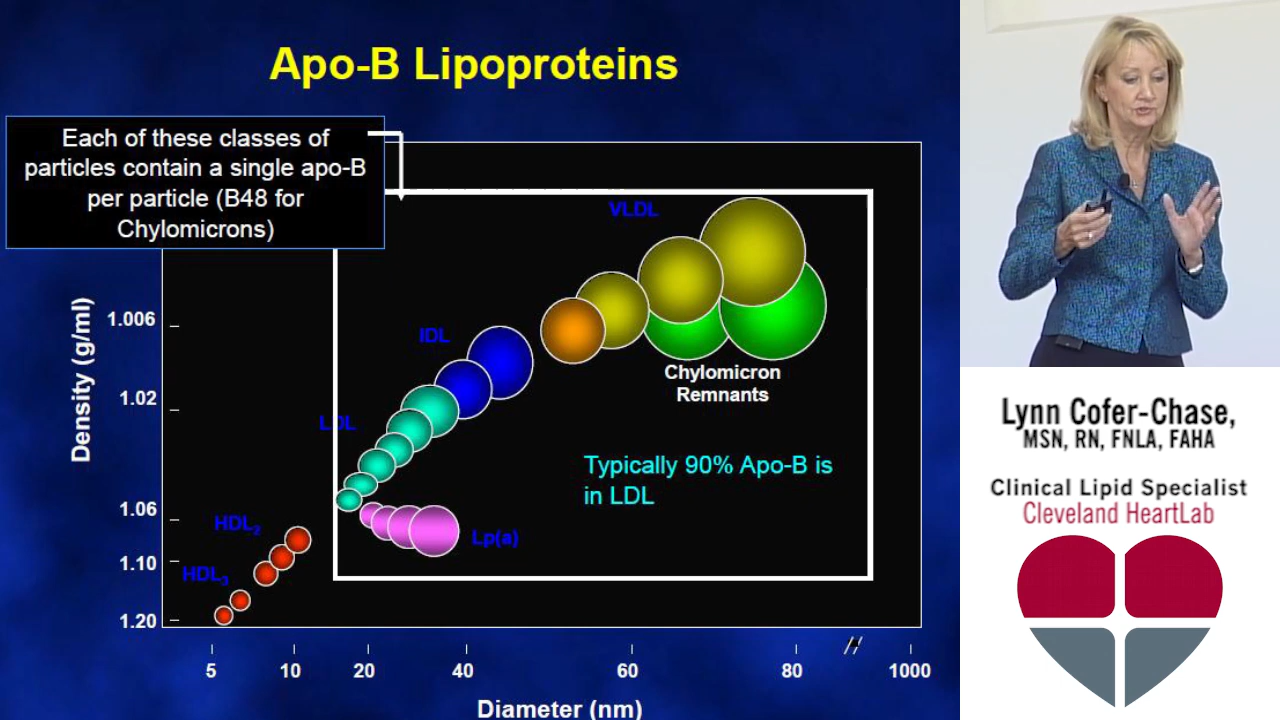 Apo-B Lipoproteins
Each of these classes of
particles contain a single apo-B
per particle (B48 for
Chylomicrons)
VLDL
IDL
Chylomicron
Remnants
LDL
Typically 90% Apo-B is
in LDL
HDL2
Lp(a)
HDL3
Density (g/ml)
1.006
1.02
1.06
1.10
1.20
5
10
20
40
60
80
1000
Diameter (nm)
Lynn Cofer-Chase,
MSN, RN, FNLA, FAHA
Clinical Lipid Specialist
Cleveland HeartLab